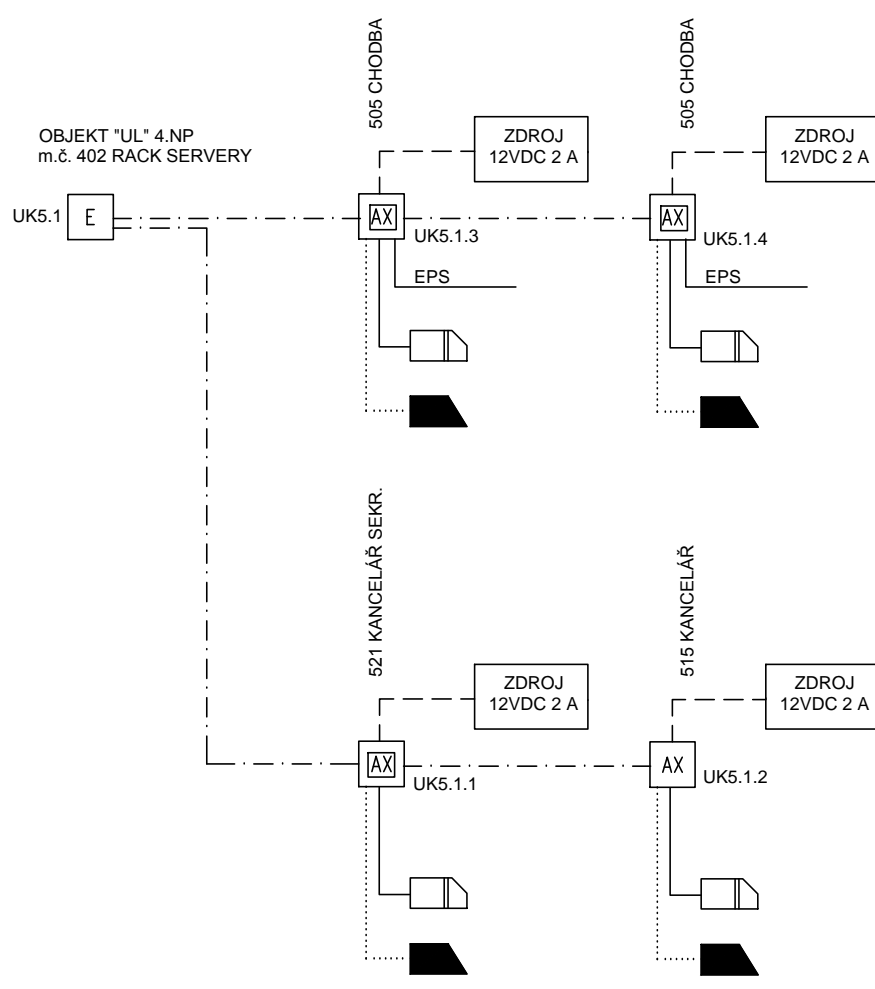 505 CHODBA
505 CHODBA
OBJEKT "UL" 4.NP
m.č. 402 RACK SERVERY
ZDROJ
12VDC 2 A
ZDROJ
12VDC 2 A
UK5.1
E
AX
UK5.1.3
AX
UK5.1.4
EPS
EPS
521 KANCELÁŘ SEKR.
515 KANCELÁŘ
ZDROJ
12VDC 2 A
ZDROJ
12VDC 2 A
AX
UK5.1.1
AX
UK5.1.2